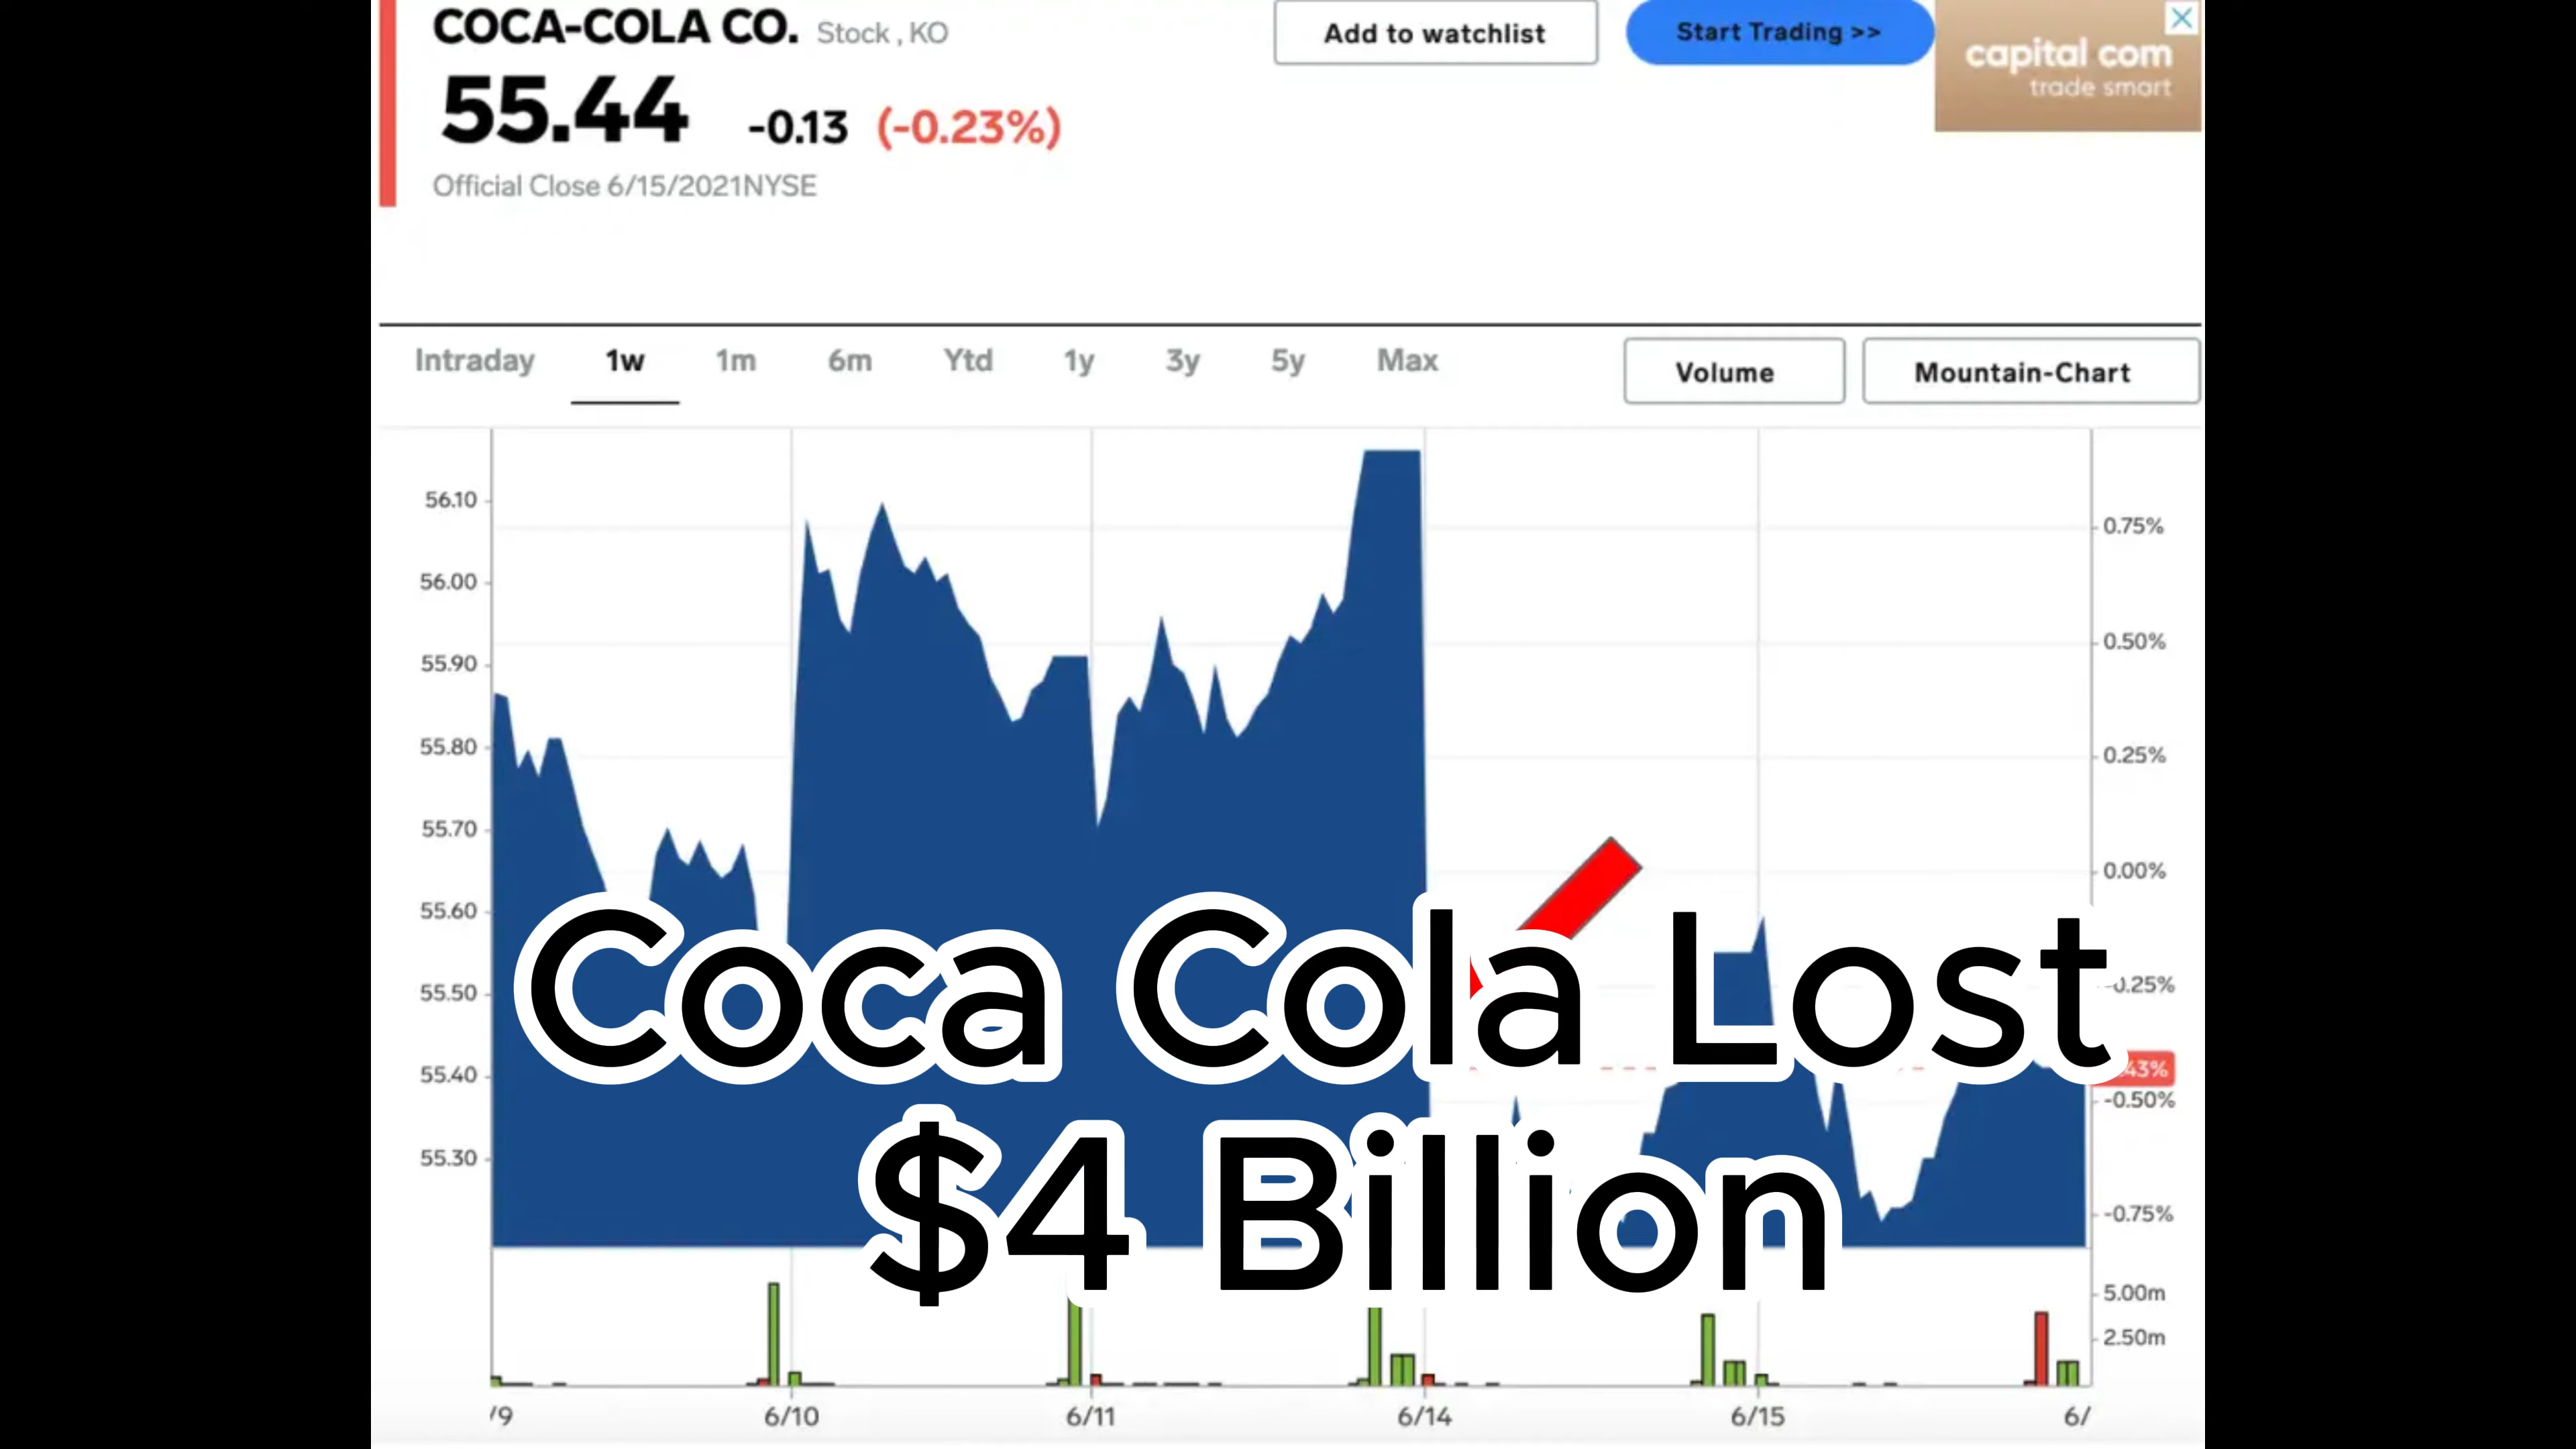 COCA-COLA CO. Stock , KO
Add to watchlist
Start Trading >>
capital com
trade smart
55.44 -0.13 (-0.23%)
Official Close 6/15/2021NYSE
Intraday 1w 1m 6m Ytd 1y 3y 5y Max
Volume
Mountain-Chart
56.10
56.00
55.90
55.80
55.70
55.60
55.50
55.40
55.30
0.75%
0.50%
0.25%
0.00%
.25%
43%
-0.50%
-0.75%
5.00m
2.50m
Coca Cola Lost
$4 Billion
/9 6/10 6/11 6/14 6/15 6/